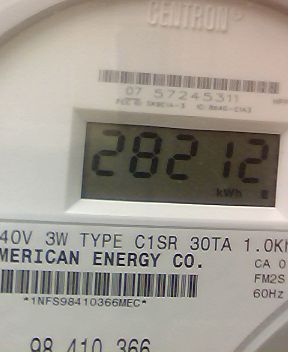 CENTRON®
07 57245311
28212
kWh
40V 3W TYPE C1SR 30TA 1.0K
MERICAN ENERGY CO.
CA 0
FM2S
60Hz
*1NFS98410366MEC*
98 410 366